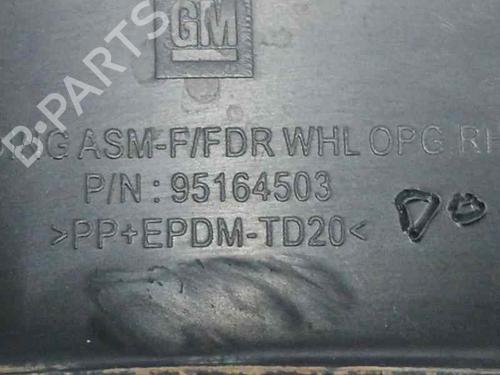 GM
ASM-F/FDR WHL OPG
P/N : 95164503
>PP+EPDM-TD20<
B-PARTS